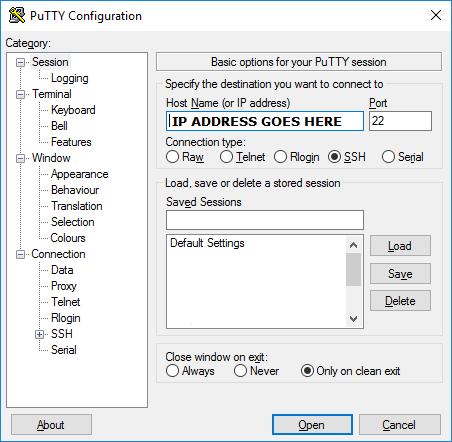 PuTTY Configuration
Category:
Session
Logging
Terminal
Keyboard
Bell
Features
Window
Appearance
Behaviour
Translation
Selection
Colours
Connection
Data
Proxy
Telnet
Rlogin
SSH
Serial
Basic options for your PuTTY session
Specify the destination you want to connect to
Host Name (or IP address) Port
IP ADDRESS GOES HERE 22
Connection type:
Raw Telnet Rlogin SSH Serial
Load, save or delete a stored session
Saved Sessions
Default Settings
Load
Save
Delete
Close window on exit:
Always Never Only on clean exit
About Open Cancel